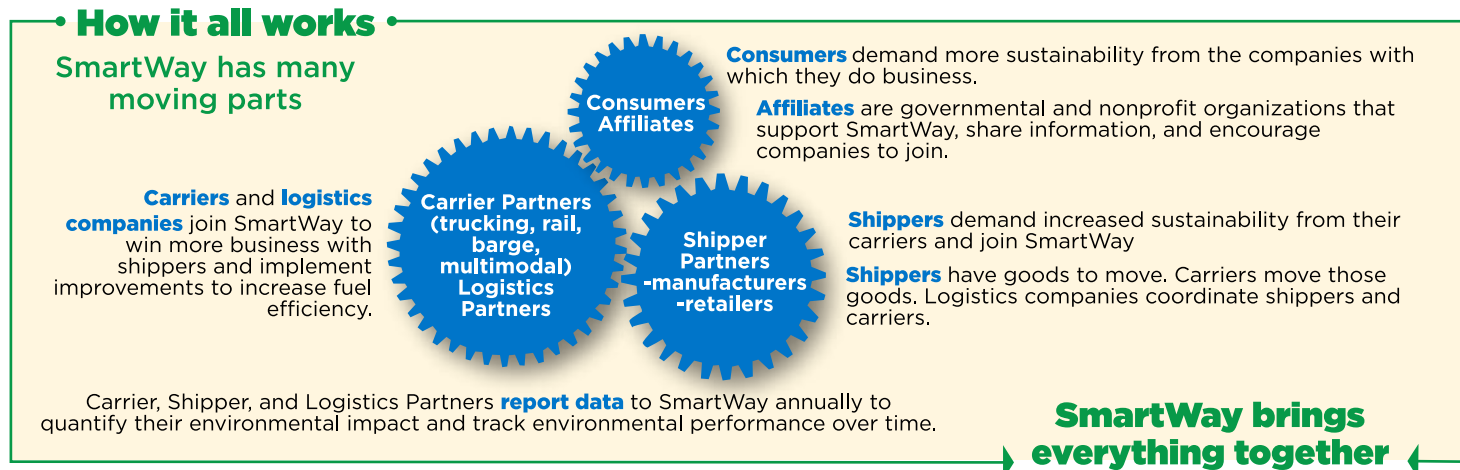 How it all works
SmartWay has many
moving parts
Consumers
Affiliates
Consumers demand more sustainability from the companies with
which they do business.
Affiliates are governmental and nonprofit organizations that
support SmartWay, share information, and encourage
companies to join.
Carriers and logistics
companies join SmartWay to
win more business with
shippers and implement
improvements to increase fuel
efficiency.
Carrier Partners
(trucking, rail,
barge,
multimodal)
Logistics
Partners
Shipper
Partners
-manufacturers
-retailers
Shippers demand increased sustainability from their
carriers and join SmartWay
Shippers have goods to move. Carriers move those
goods. Logistics companies coordinate shippers and
carriers.
Carrier, Shipper, and Logistics Partners report data to SmartWay annually to
quantify their environmental impact and track environmental performance over time.
SmartWay brings
everything together